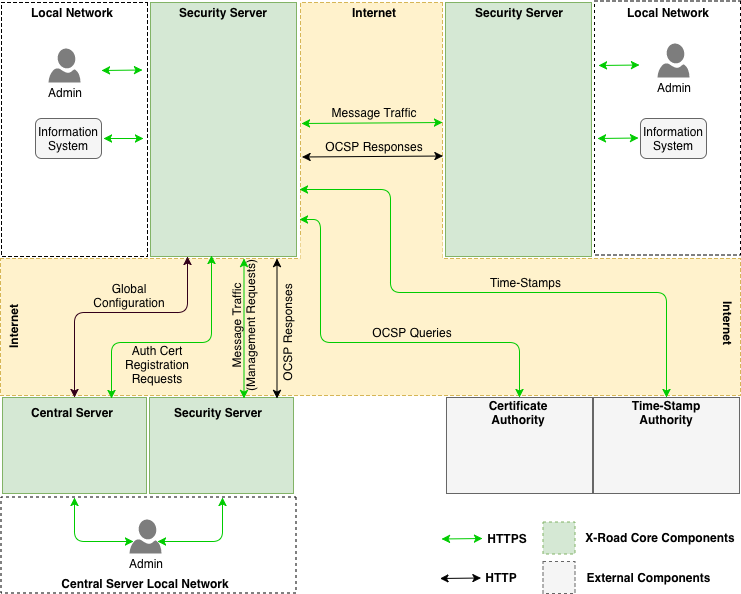 Local Network
Security Server
Internet
Security Server
Local Network
Admin
Admin
Information
System
Information
System
Message Traffic
OCSP Responses
Time-Stamps
OCSP Queries
Global
Configuration
Auth Cert
Registration
Requests
Message Traffic
(Management Requests)
OCSP Responses
Internet
Internet
Central Server
Security Server
Certificate
Authority
Time-Stamp
Authority
Admin
Central Server Local Network
HTTPS
X-Road Core Components
HTTP
External Components